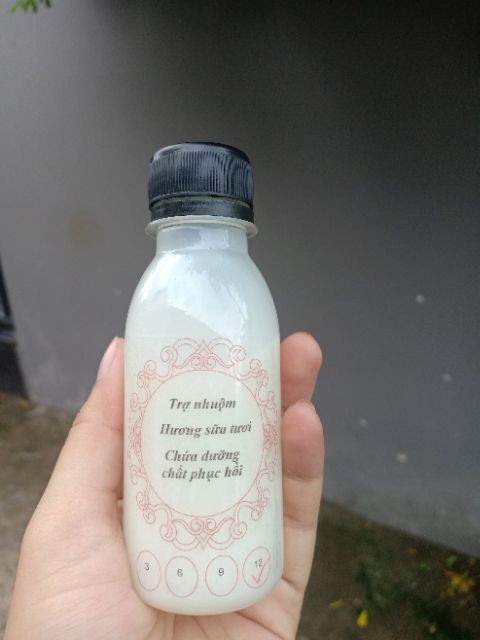 Trợ nhuộm
Hương sữa tươi
Chứa dưỡng
chất phục hồi
3 6 9 12